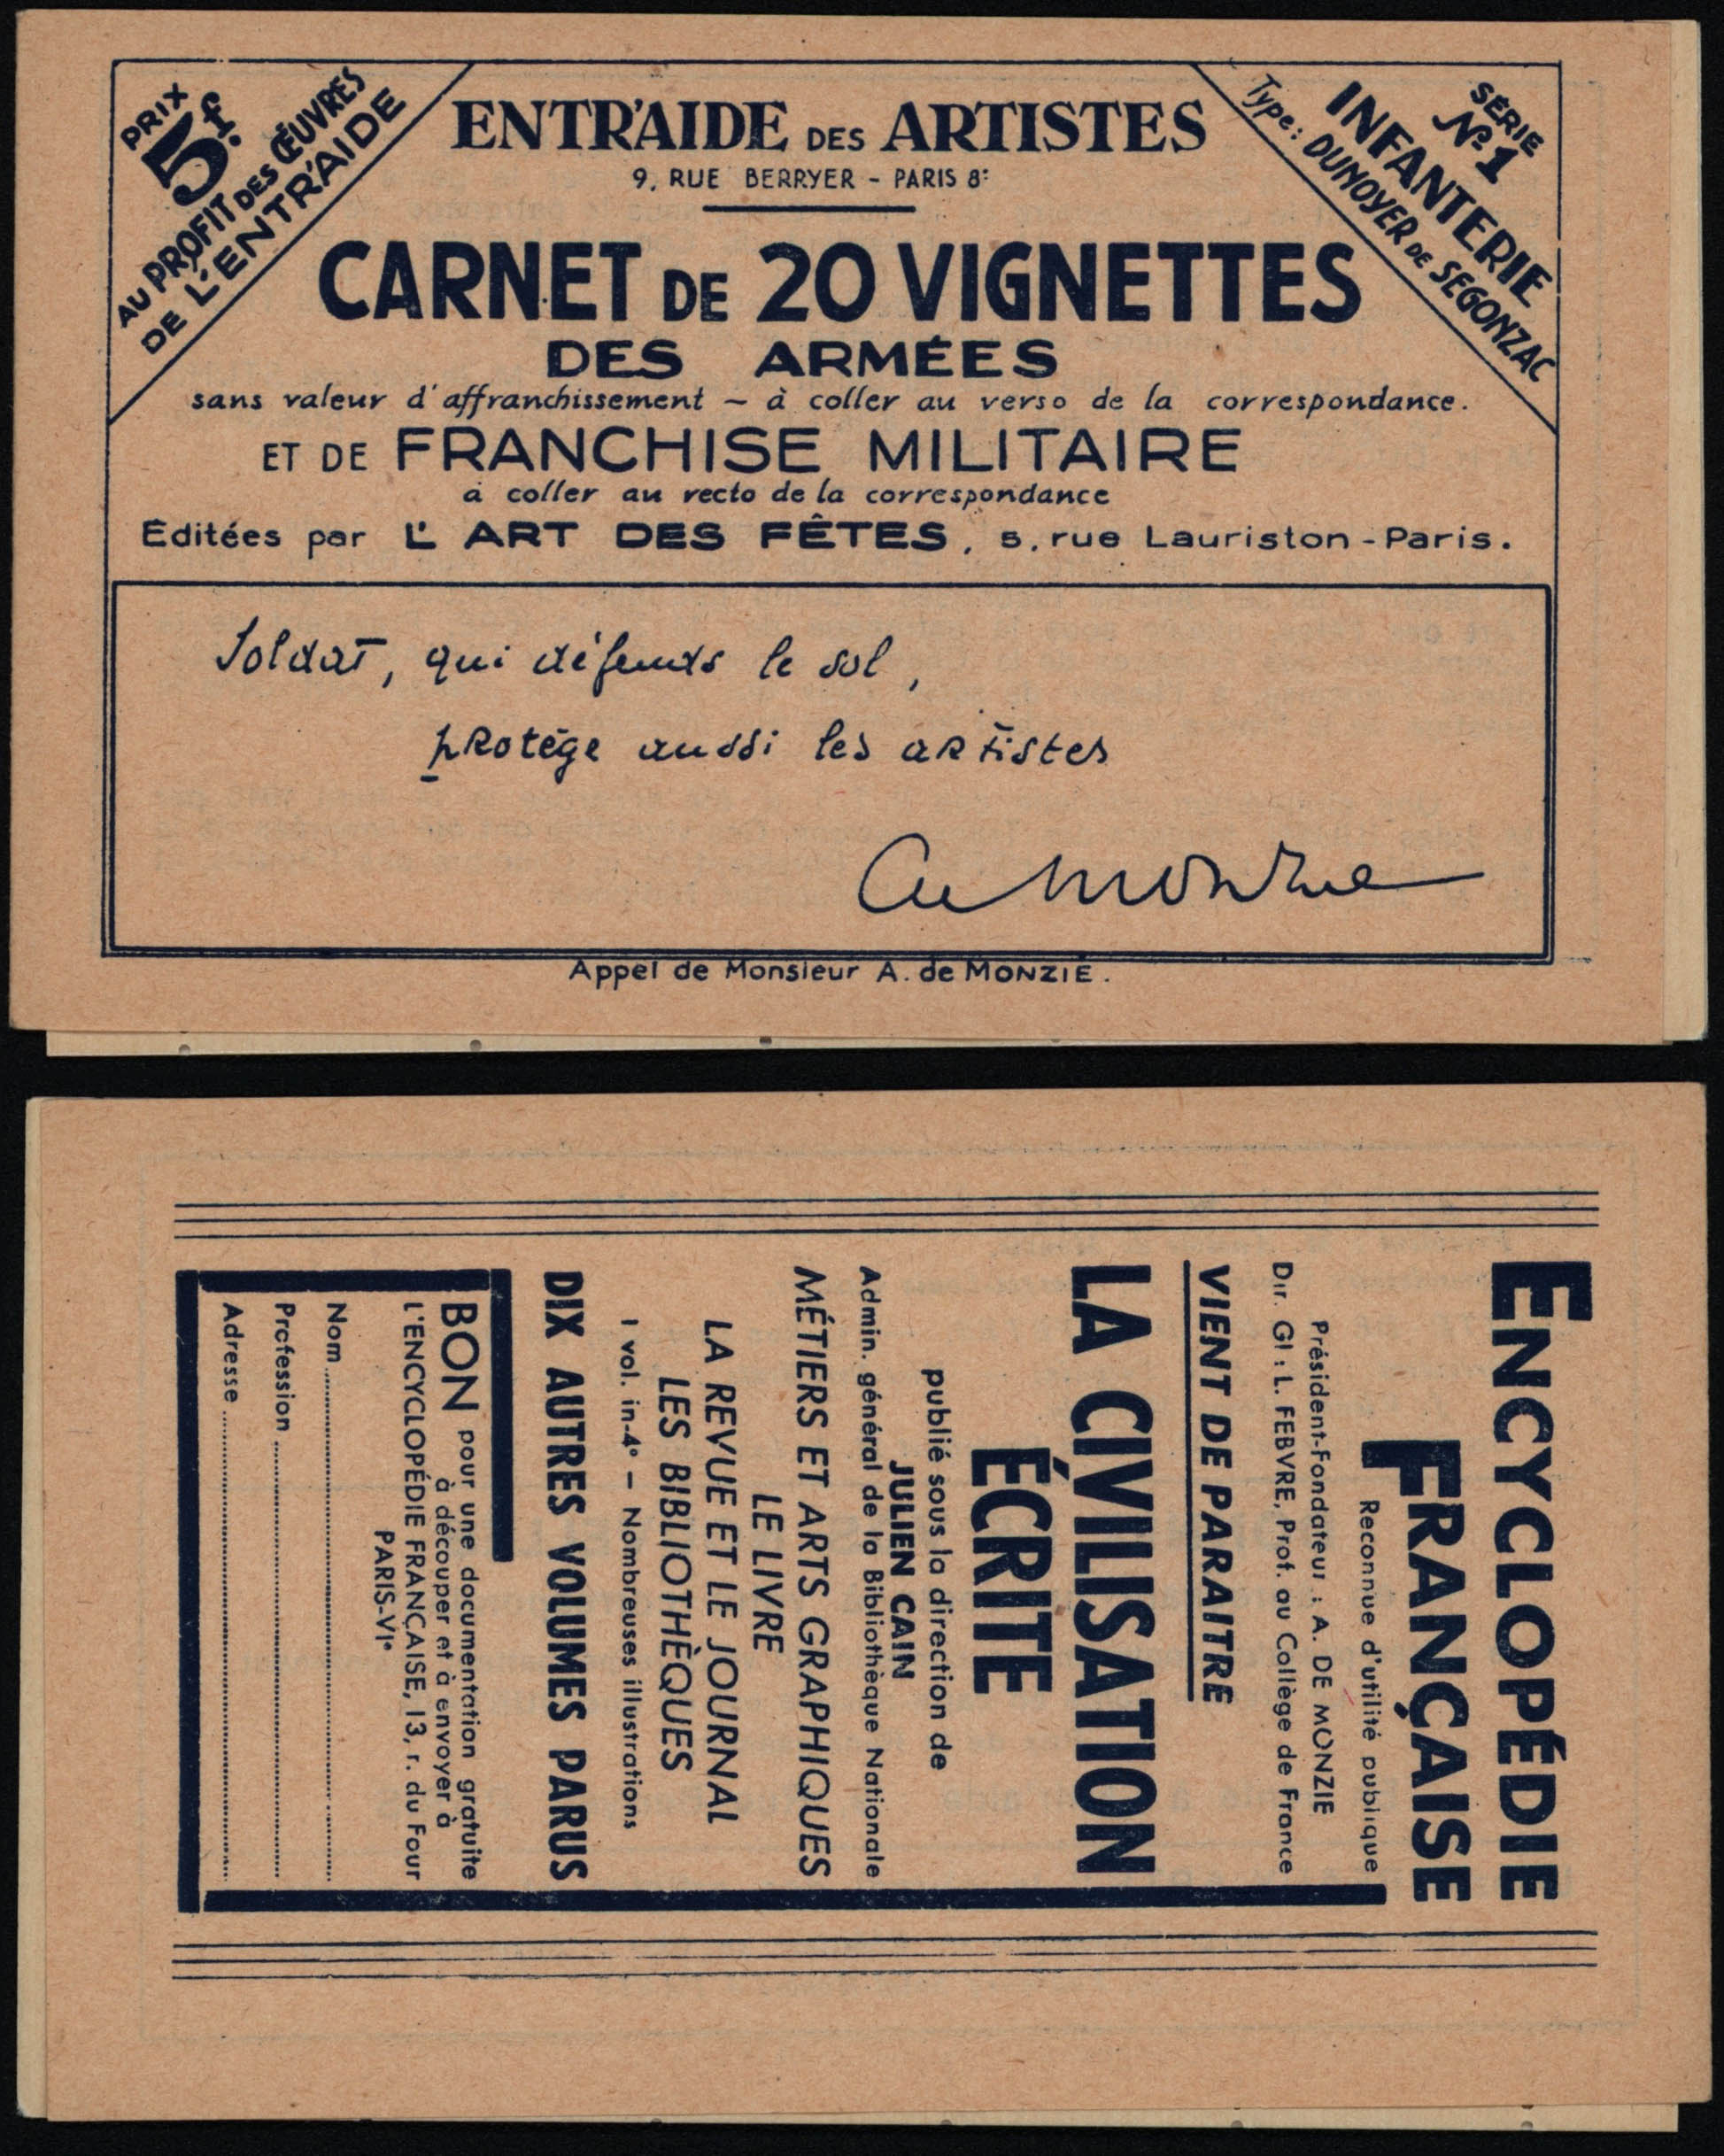 PRIX
5f.
AU PROFIT DES ŒUVRES
DE L'ENTR'AIDE
ENTR'AIDE DES ARTISTES
9, RUE BERRYER - PARIS 8e
SÉRIE
No 1
INFANTERIE
Type: DUNOYER DE SEGONZAC
CARNET DE 20 VIGNETTES
DES ARMÉES
sans valeur d'affranchissement - à coller au verso de la correspondance.
ET DE FRANCHISE MILITAIRE
à coller au recto de la correspondance
Éditées par L'ART DES FÊTES, 5, rue Lauriston - Paris.
Soldat, qui défends le sol,
protège aussi les artistes
A de Monzie
Appel de Monsieur A. de MONZIE.
ENCYCLOPÉDIE
FRANÇAISE
Reconnue d'utilité publique
Président-Fondateur : A. DE MONZIE
Dir. Gl : L. FEBVRE, Prof. au Collège de France
VIENT DE PARAITRE
LA CIVILISATION
ÉCRITE
publié sous la direction de
JULIEN CAIN
Admin. général de la Bibliothèque Nationale
MÉTIERS ET ARTS GRAPHIQUES
LE LIVRE
LA REVUE ET LE JOURNAL
LES BIBLIOTHÈQUES
1 vol. in-4° - Nombreuses illustrations
DIX AUTRES VOLUMES PARUS
BON pour une documentation gratuite
à découper et à envoyer à
l'ENCYCLOPÉDIE FRANÇAISE, 13, r. du Four
PARIS-VIe
Nom
Profession
Adresse